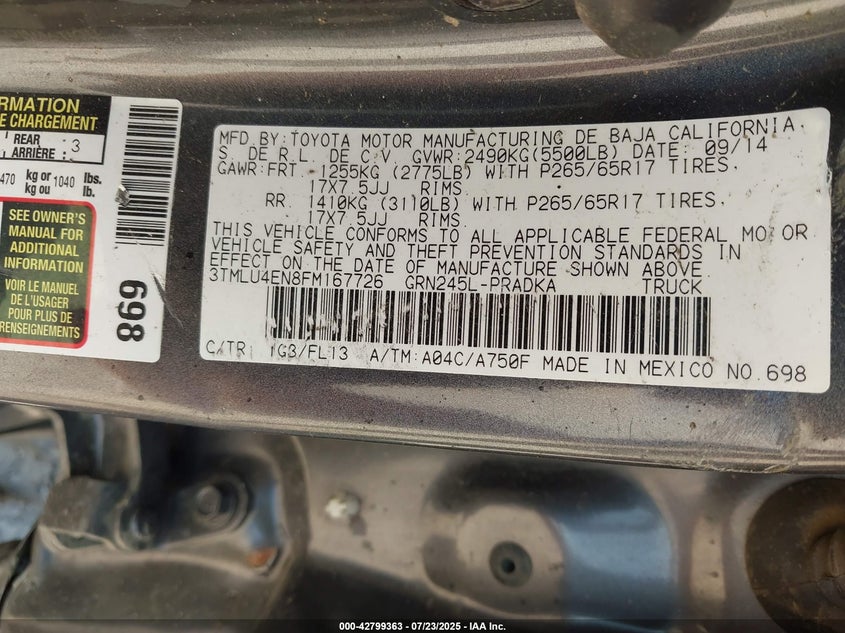 RMATION
E CHARGEMENT
REAR
ARRIÈRE : 3
470 kg or kg ou 1040 lbs. lb.
SEE OWNER'S
MANUAL FOR
ADDITIONAL
INFORMATION
VOIR LE MANUEL
DE L'USAGER
POUR PLUS DE
RENSEIGNEMENTS
698
MFD BY: TOYOTA MOTOR MANUFACTURING DE BAJA CALIFORNIA,
S. DE R.L. DE C.V. GVWR: 2490KG(5500LB) DATE: 09/14
GAWR:FRT. 1255KG (2775LB) WITH P265/65R17 TIRES,
17X7.5JJ RIMS
RR. 1410KG (3110LB) WITH P265/65R17 TIRES,
17X7.5JJ RIMS
THIS VEHICLE CONFORMS TO ALL APPLICABLE FEDERAL MO OR
VEHICLE SAFETY AND THEFT PREVENTION STANDARDS IN
EFFECT ON THE DATE OF MANUFACTURE SHOWN ABOVE.
3TMLU4EN8FM167726 GRN245L-PRADKA TRUCK
C/TR: 1G3/FL13 A/TM: A04C/A750F MADE IN MEXICO NO.698
000-42799363 - 07/23/2025 - IAA Inc.